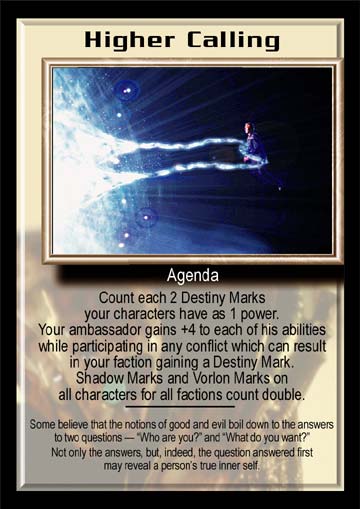 Higher Calling
Agenda
Count each 2 Destiny Marks
your characters have as 1 power.
Your ambassador gains +4 to each of his abilities
while participating in any conflict which can result
in your faction gaining a Destiny Mark.
Shadow Marks and Vorlon Marks on
all characters for all factions count double.
Some believe that the notions of good and evil boil down to the answers
to two questions — “Who are you?” and “What do you want?”
Not only the answers, but, indeed, the question answered first
may reveal a person's true inner self.